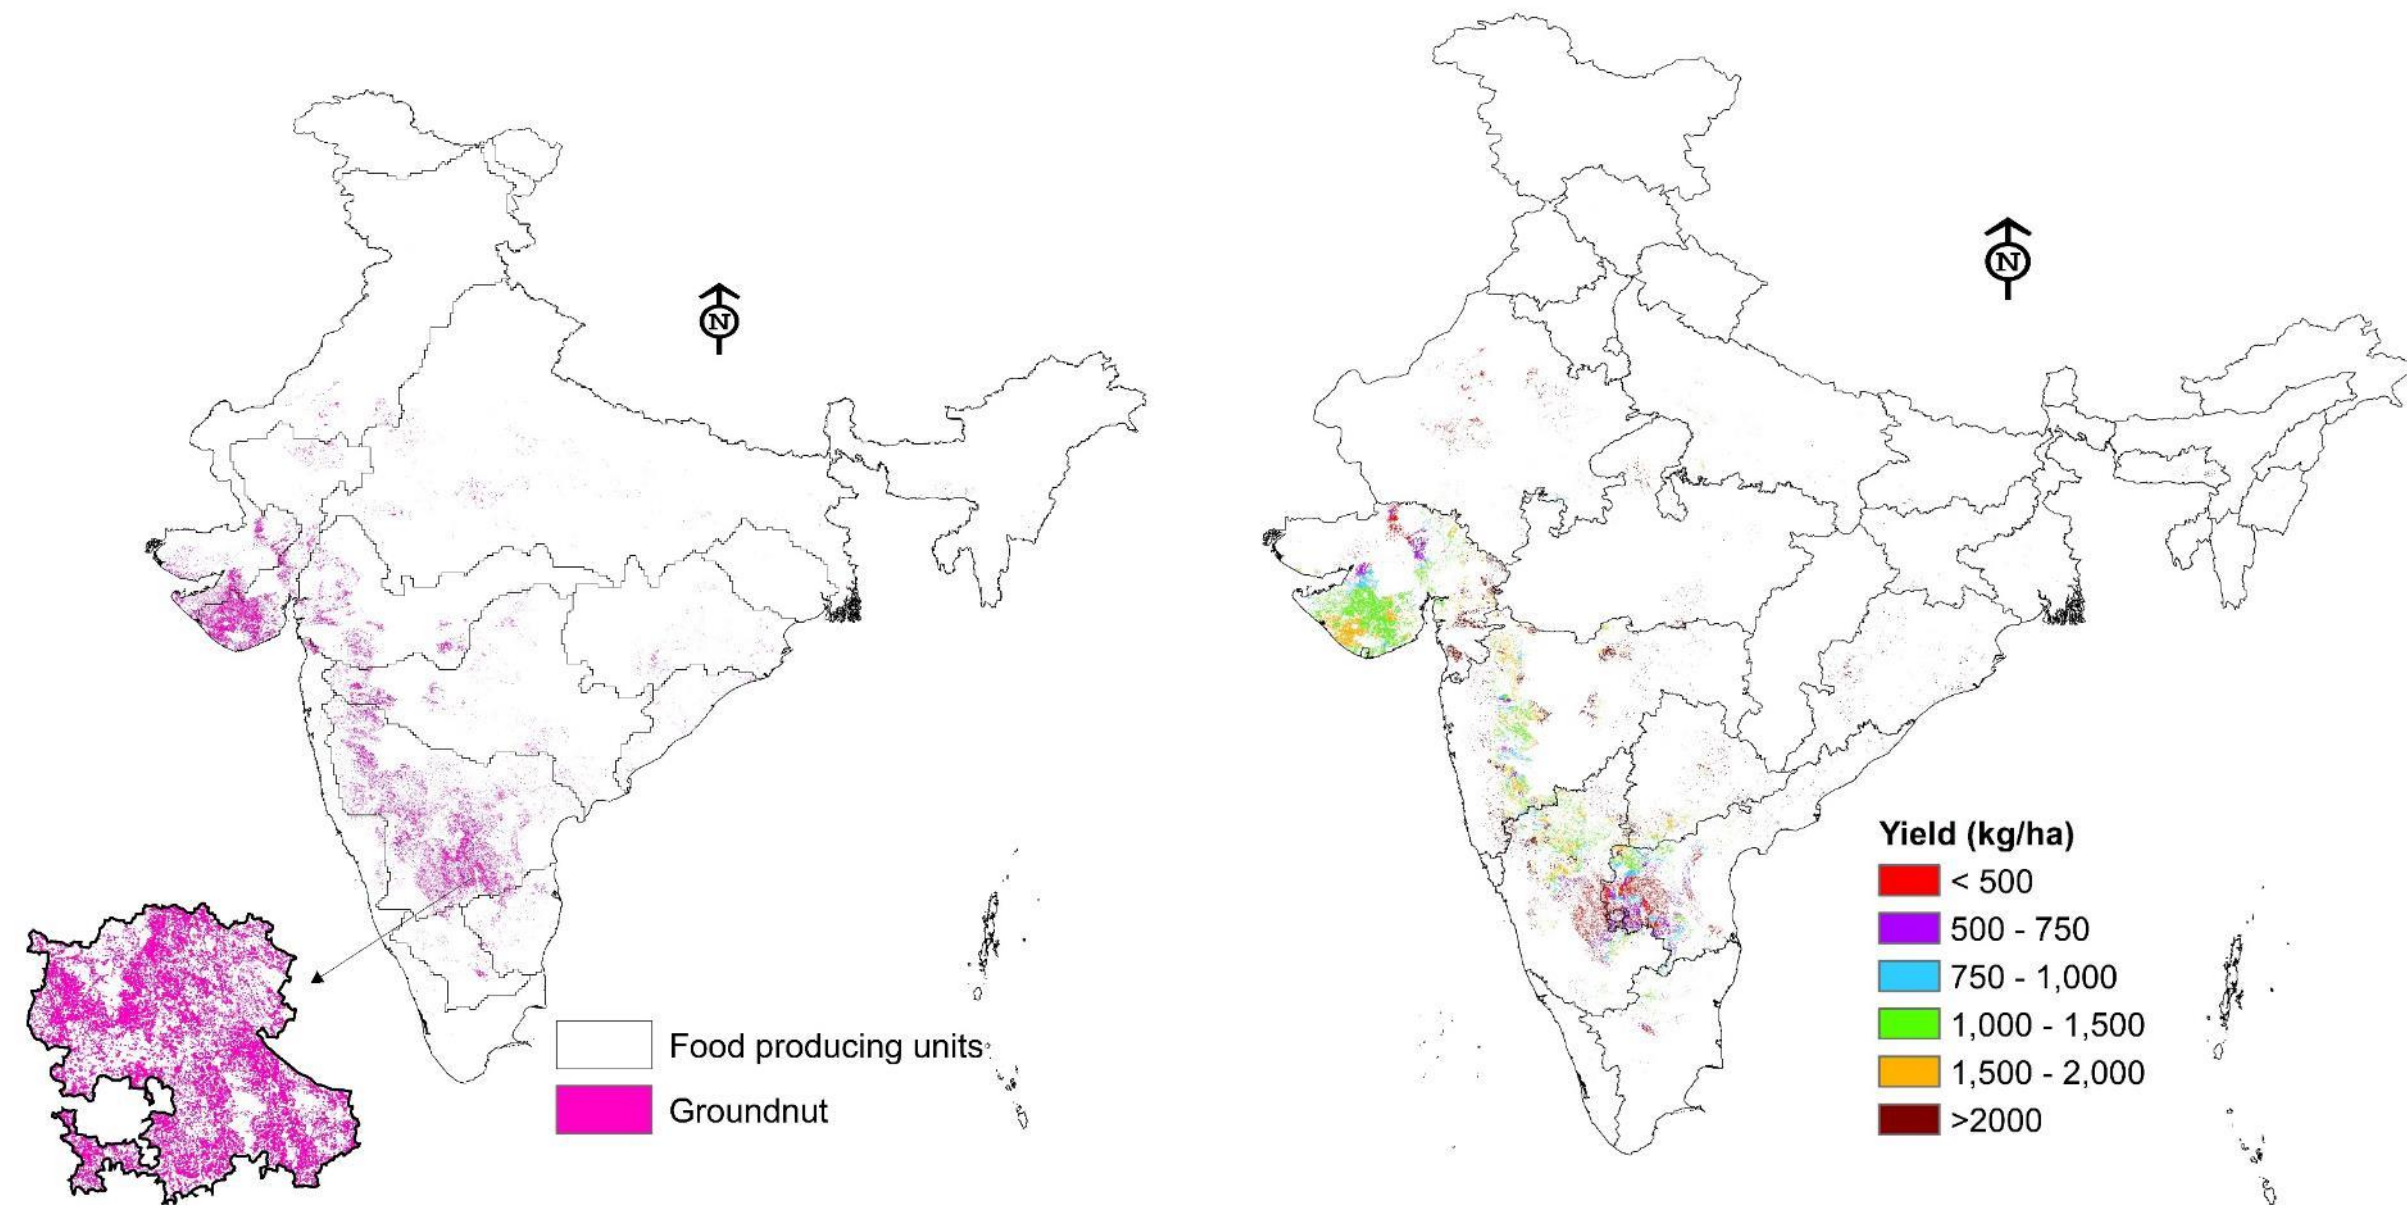 N
N
Food producing units
Groundnut
Yield (kg/ha)
< 500
500 - 750
750 - 1,000
1,000 - 1,500
1,500 - 2,000
>2000